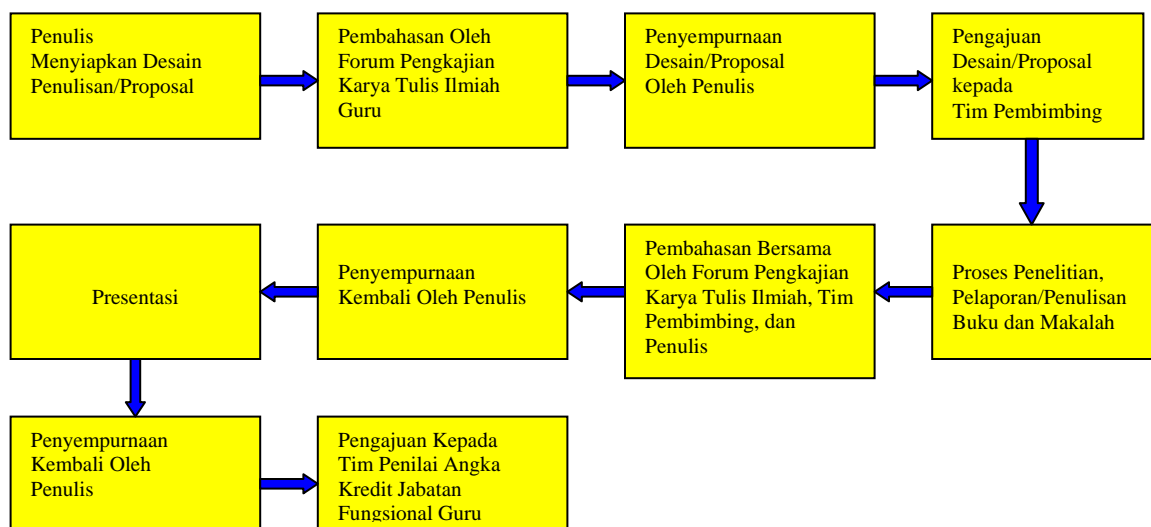 Penulis
Menyiapkan Desain
Penulisan/Proposal
Pembahasan Oleh
Forum Pengkajian
Karya Tulis Ilmiah
Guru
Penyempurnaan
Desain/Proposal
Oleh Penulis
Pengajuan
Desain/Proposal
kepada
Tim Pembimbing
Proses Penelitian,
Pelaporan/Penulisan
Buku dan Makalah
Pembahasan Bersama
Oleh Forum Pengkajian
Karya Tulis Ilmiah, Tim
Pembimbing, dan
Penulis
Penyempurnaan
Kembali Oleh Penulis
Presentasi
Penyempurnaan
Kembali Oleh
Penulis
Pengajuan Kepada
Tim Penilai Angka
Kredit Jabatan
Fungsional Guru